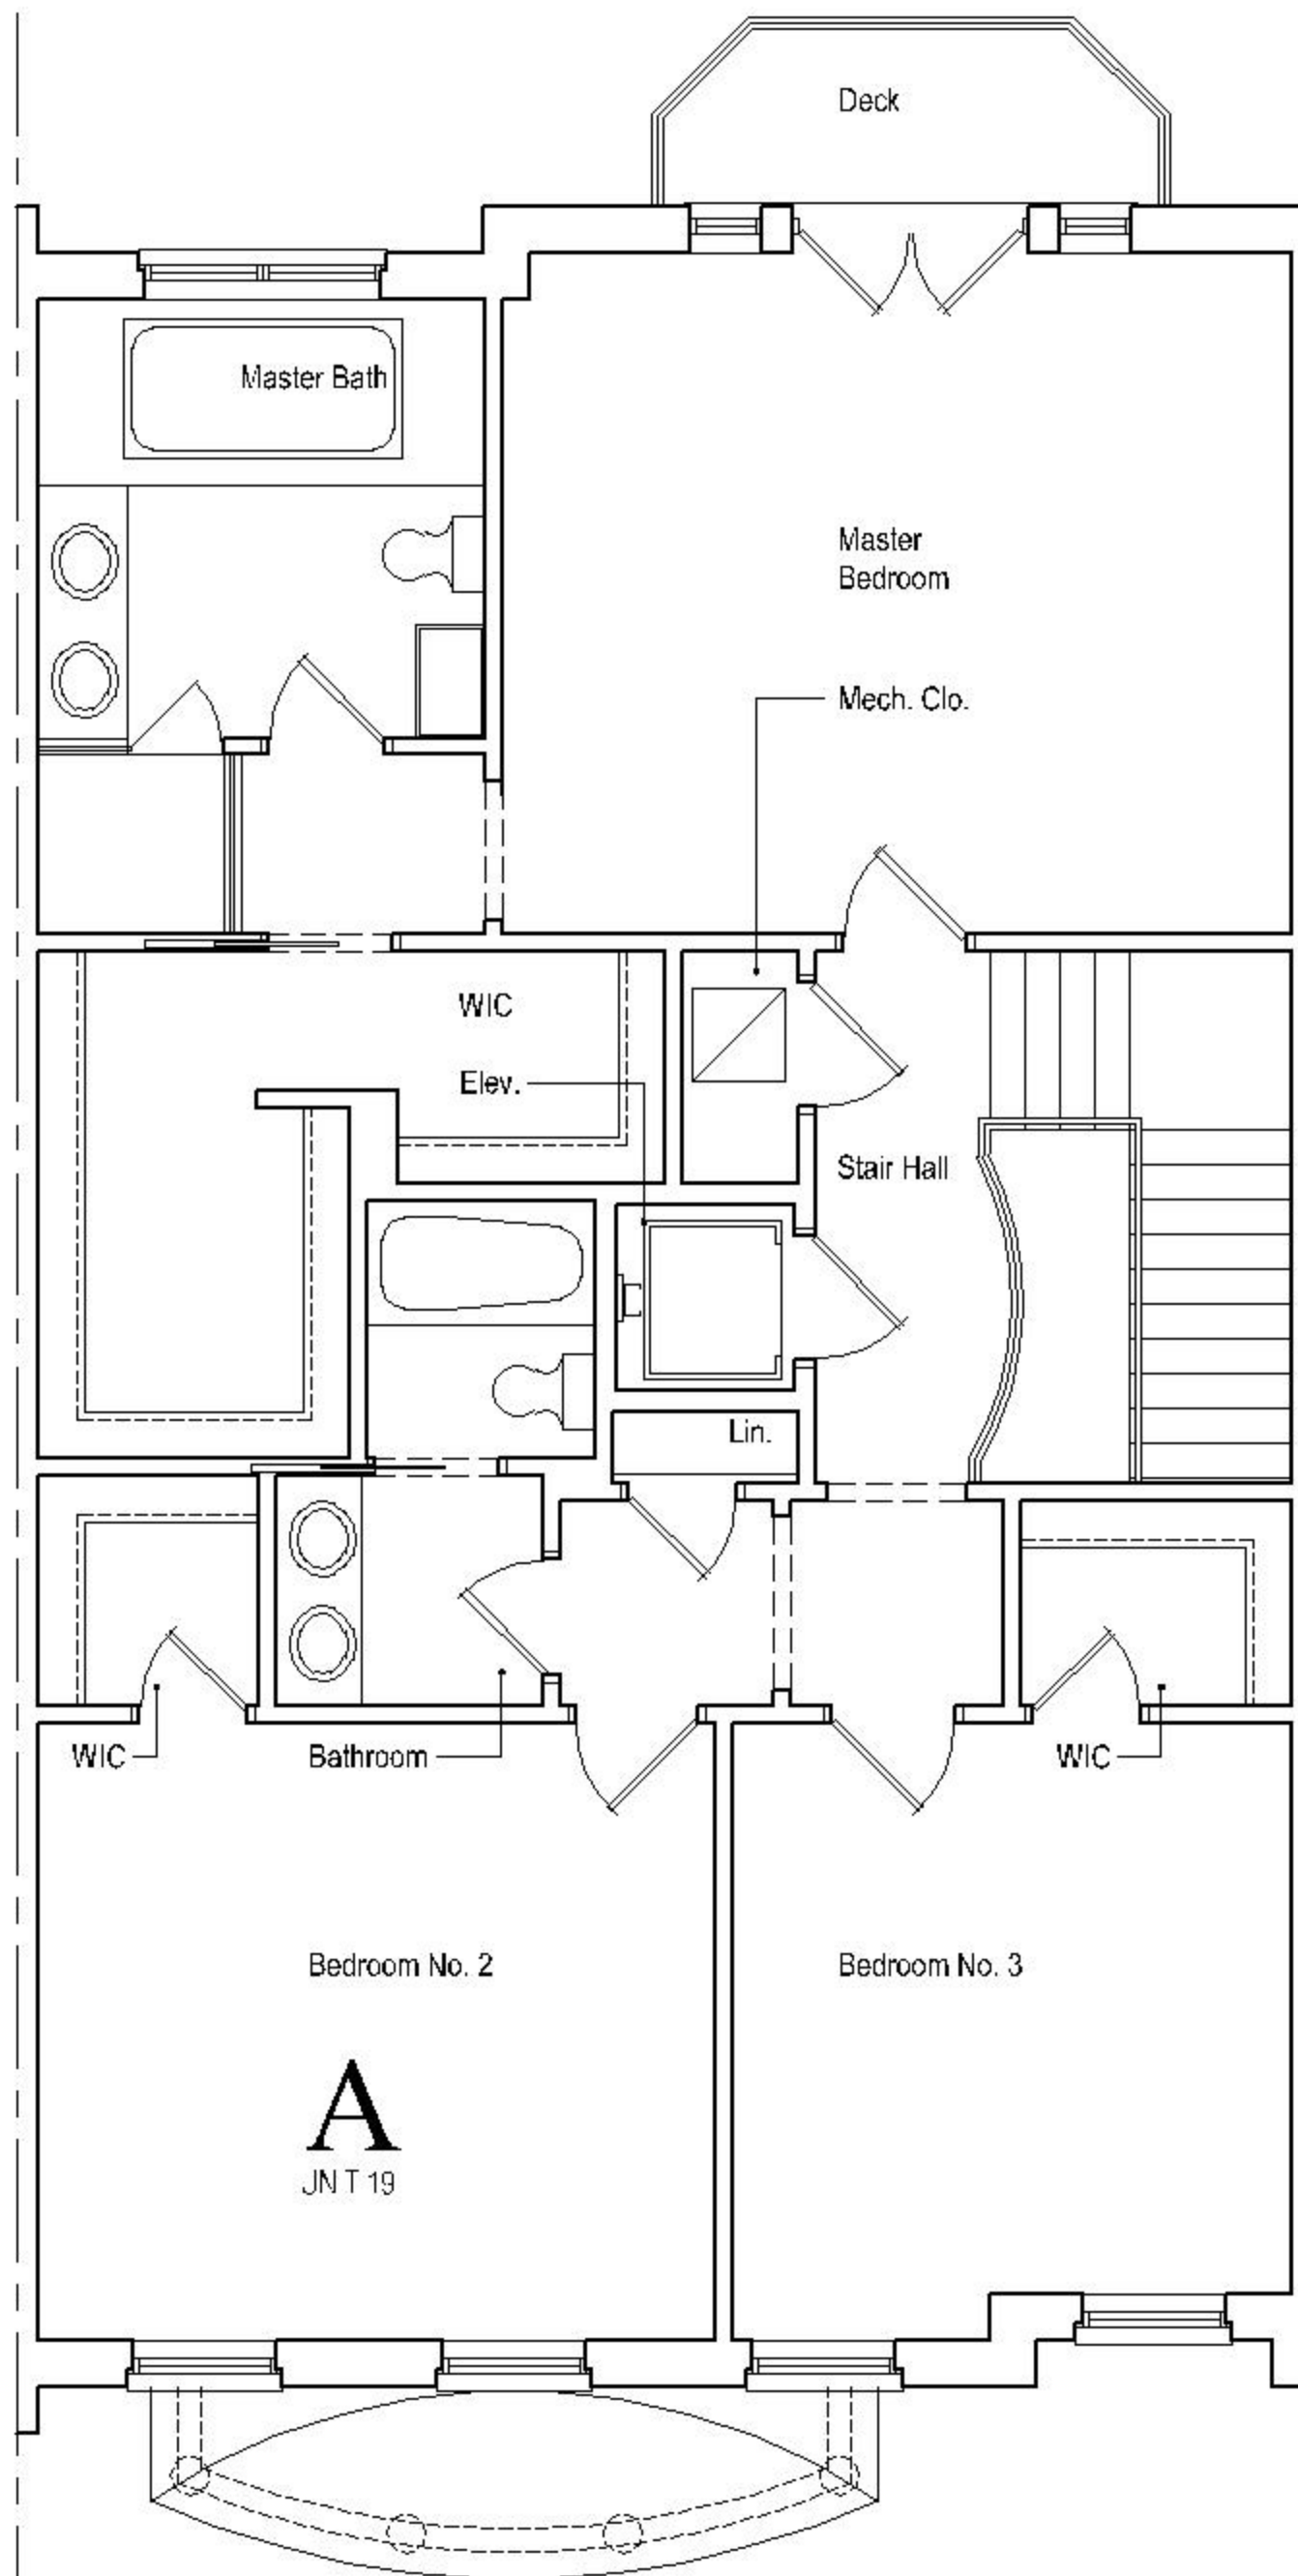 Deck
Master Bath
Master
Bedroom
Mech. Clo.
WIC
Elev.
Stair Hall
Lin.
WIC
Bathroom
WIC
Bedroom No. 2
Bedroom No. 3
A
JN T 19